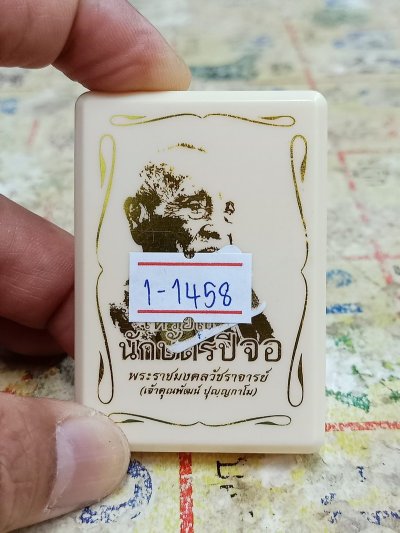 1-1458
นักษัตรปีจอ
พระราชมงคลวัชราจารย์
(เจ้าคุณพัฒน์ ปุญฺญกาโม)